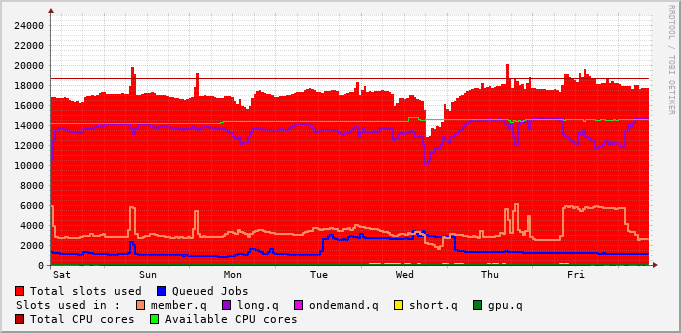 24000
22000
20000
18000
16000
14000
12000
10000
8000
6000
4000
2000
0
Sat Sun Mon Tue Wed Thu Fri
Total slots used Queued Jobs
Slots used in : member.q long.q ondemand.q short.q gpu.q
Total CPU cores Available CPU cores
RRDTOOL / TOBI OETIKER